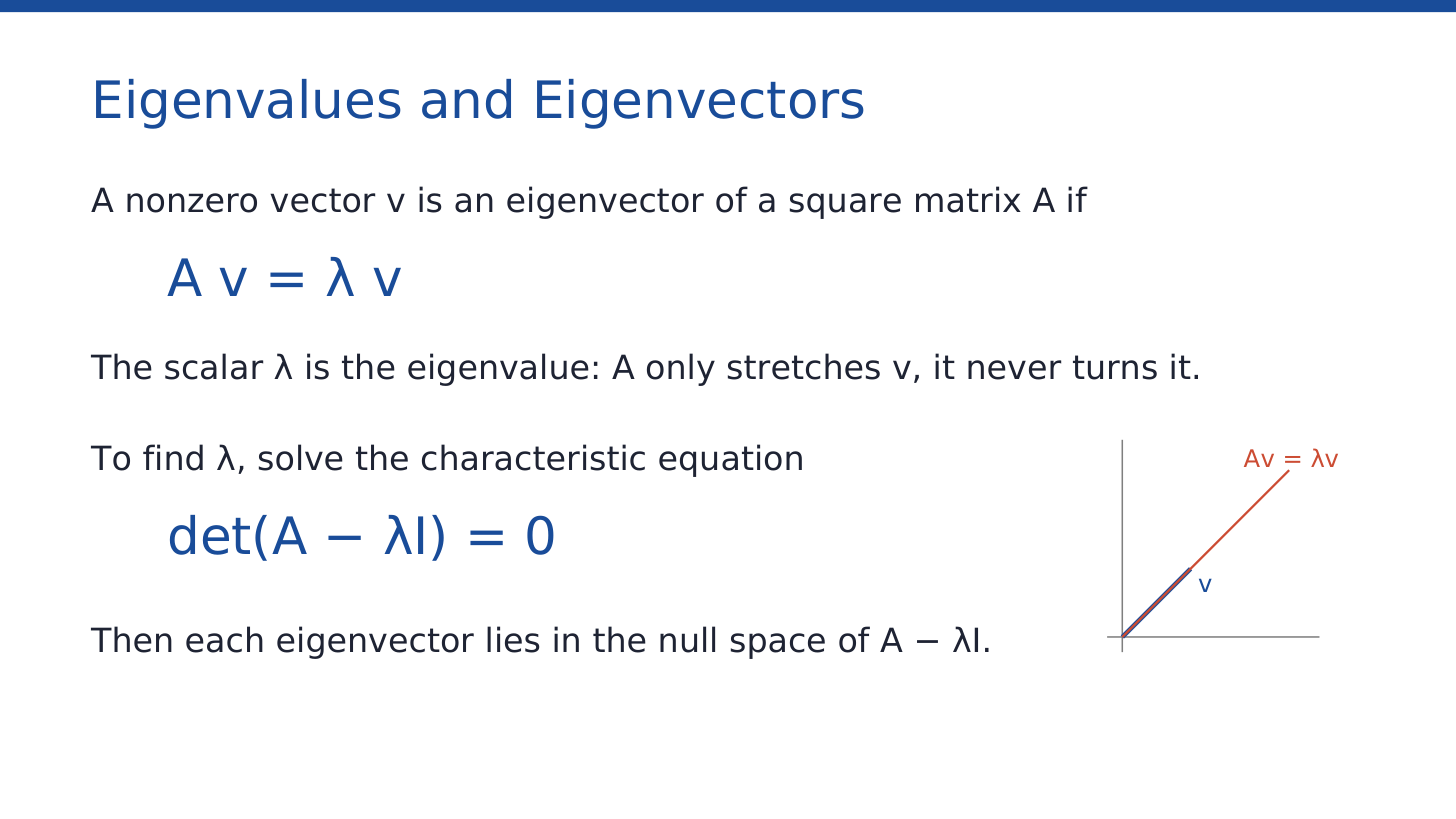 Eigenvalues and Eigenvectors
A nonzero vector v is an eigenvector of a square matrix A if
A v = λ v
The scalar λ is the eigenvalue: A only stretches v, it never turns it.
To find λ, solve the characteristic equation
det(A − λI) = 0
Then each eigenvector lies in the null space of A − λI.
Av = λv
v